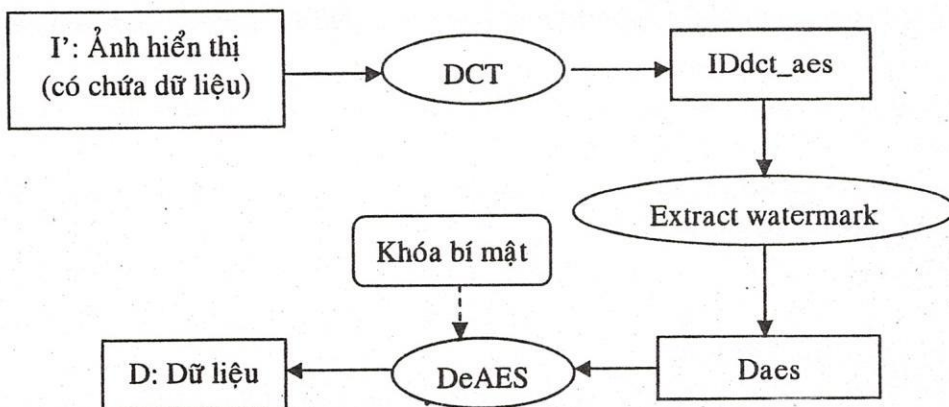 I’: Ảnh hiển thị
(có chứa dữ liệu)
DCT
IDdct_aes
Extract watermark
Khóa bí mật
D: Dữ liệu
DeAES
Daes